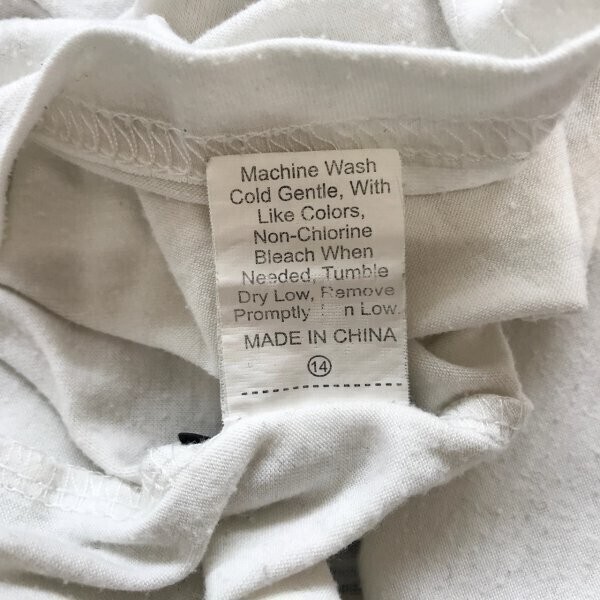 Machine Wash
Cold Gentle, With
Like Colors,
Non-Chlorine
Bleach When
Needed, Tumble
Dry Low, Remove
Promptly n Low.
MADE IN CHINA
14